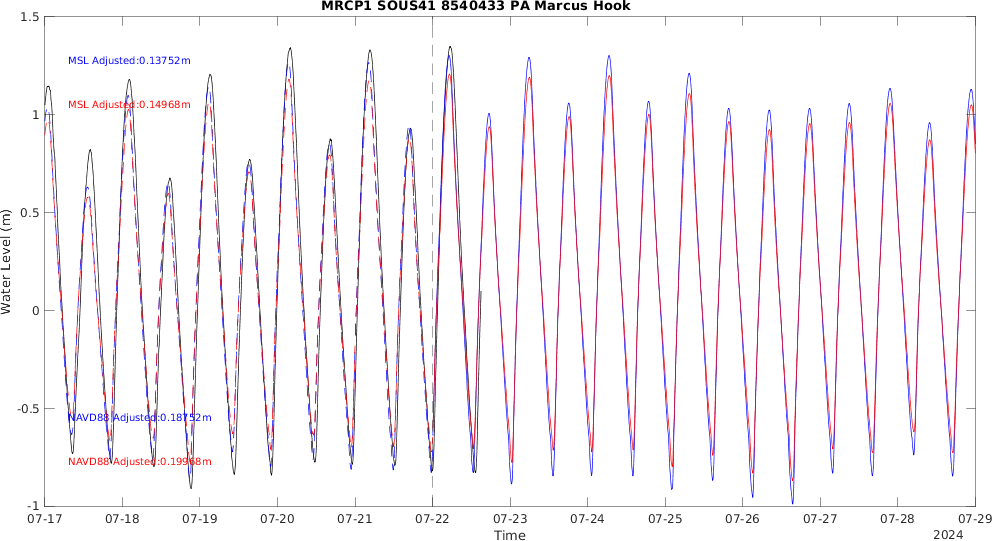 MRCP1 SOUS41 8540433 PA Marcus Hook
1.5
1
0.5
0
-0.5
-1
Water Level (m)
MSL Adjusted:0.13752m
MSL Adjusted:0.14968m
NAVD88 Adjusted:0.18752m
NAVD88 Adjusted:0.19968m
07-17 07-18 07-19 07-20 07-21 07-22 07-23 07-24 07-25 07-26 07-27 07-28 07-29
Time
2024